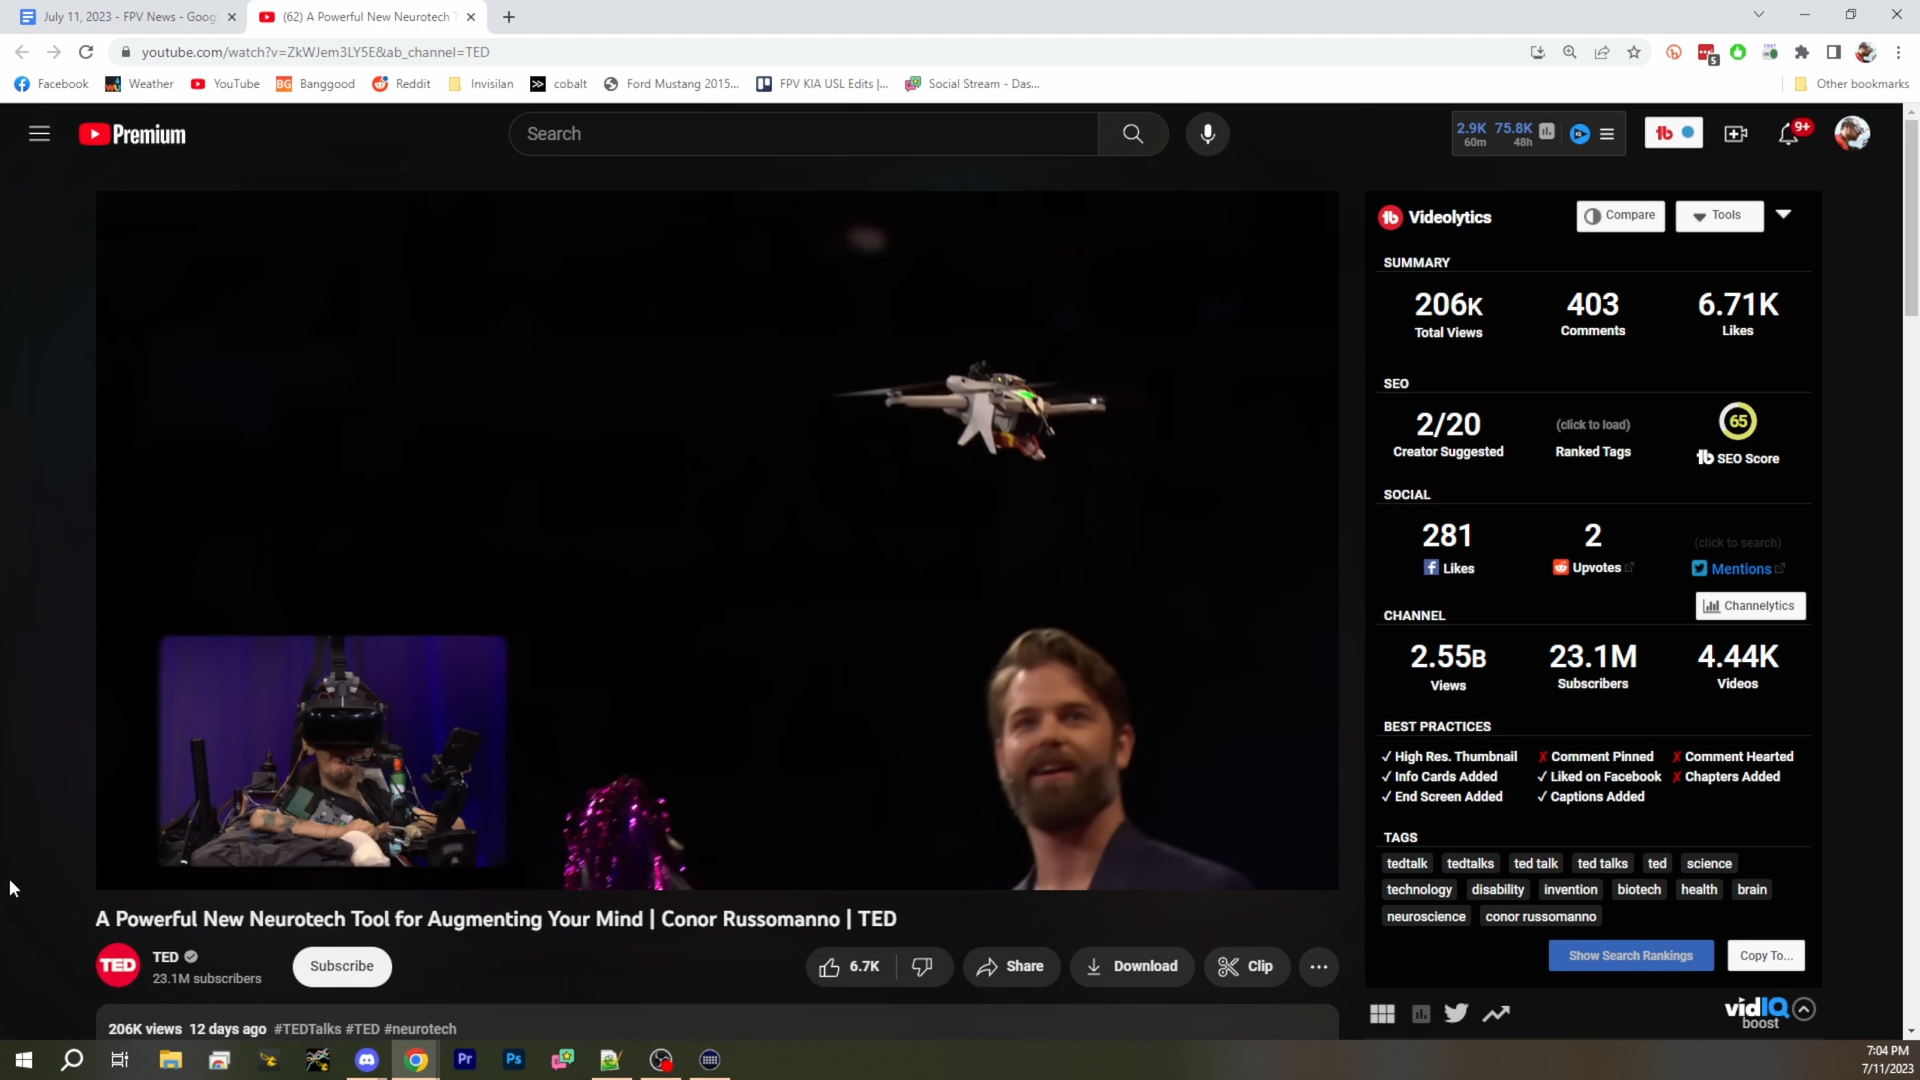 July 11, 2023 - FPV News - Goog
(62) A Powerful New Neurotech T
youtube.com/watch?v=ZkWJem3LY5E&ab_channel=TED
5
Facebook
Weather
YouTube
BG Banggood
Reddit
Invisilan
cobalt
Ford Mustang 2015...
FPV KIA USL Edits |...
Social Stream - Das...
Other bookmarks
Premium
Search
2.9K 75.8K
60m 48h
9+
Videolytics
Compare
Tools
SUMMARY
206K 403 6.71K
Total Views Comments Likes
SEO
2/20 (click to load) 65
Creator Suggested Ranked Tags SEO Score
SOCIAL
281 2 (click to search)
Likes Upvotes Mentions
Channelytics
CHANNEL
2.55B 23.1M 4.44K
Views Subscribers Videos
BEST PRACTICES
✓ High Res. Thumbnail ✗ Comment Pinned ✗ Comment Hearted
✓ Info Cards Added ✓ Liked on Facebook ✗ Chapters Added
✓ End Screen Added ✓ Captions Added
TAGS
tedtalk tedtalks ted talk ted talks ted science
technology disability invention biotech health brain
neuroscience conor russomanno
Show Search Rankings Copy To...
vidIQ
boost
A Powerful New Neurotech Tool for Augmenting Your Mind | Conor Russomanno | TED
TED
TED
23.1M subscribers
Subscribe
6.7K
Share
Download
Clip
206K views 12 days ago #TEDTalks #TED #neurotech
Pr
Ps
7:04 PM
7/11/2023